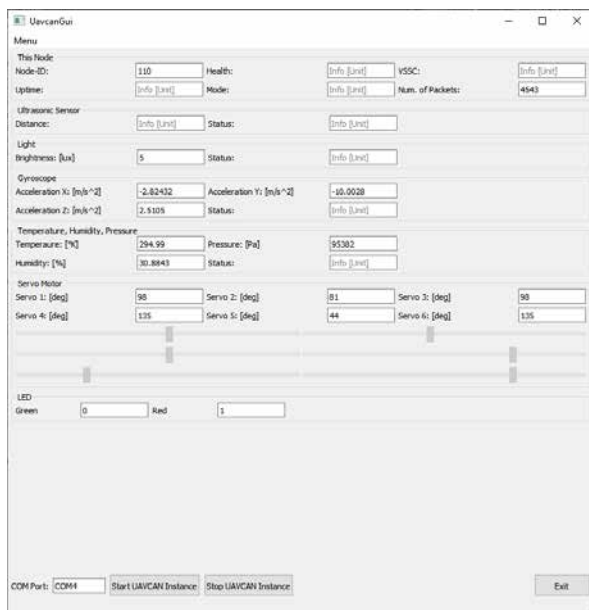 UavcanGui
Menu
This Node
Node-ID: 110 Health: Info [Unit] VSSC: Info [Unit]
Uptime: Info [Unit] Mode: Info [Unit] Num. of Packets: 4543
Ultrasonic Sensor
Distance: Info [Unit] Status: Info [Unit]
Light
Brightness: [lux] 5 Status: Info [Unit]
Gyroscope
Acceleration X: [m/s^2] -2.82432 Acceleration Y: [m/s^2] -10.0028
Acceleration Z: [m/s^2] 2.5105 Status: Info [Unit]
Temperature, Humidity, Pressure
Temperaure: [°K] 294.99 Pressure: [Pa] 95382
Humidity: [%] 30.8843 Status: Info [Unit]
Servo Motor
Servo 1: [deg] 98 Servo 2: [deg] 81 Servo 3: [deg] 98
Servo 4: [deg] 135 Servo 5: [deg] 44 Servo 6: [deg] 135
LED
Green 0 Red 1
COM Port: COM4 Start UAVCAN Instance Stop UAVCAN Instance Exit